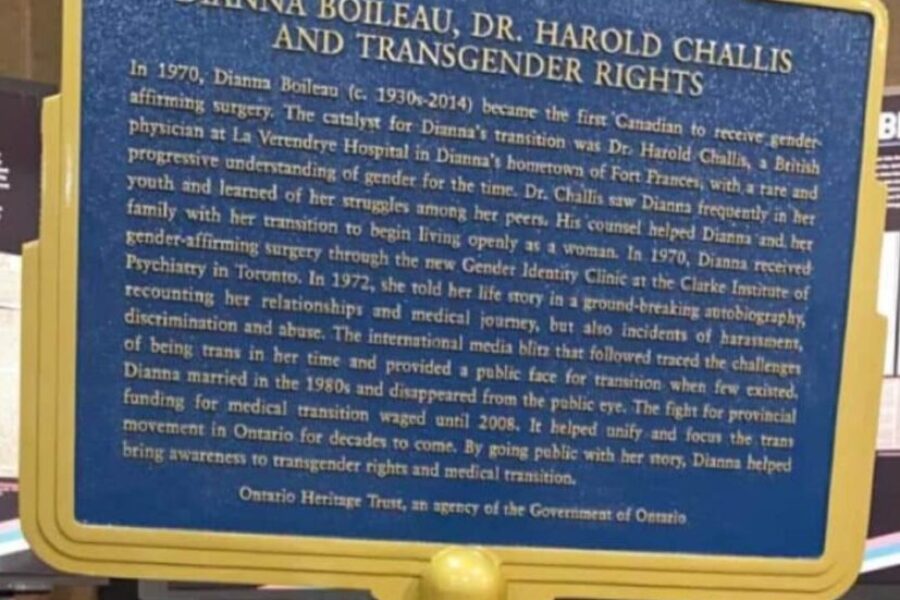 DIANNA BOILEAU, DR. HAROLD CHALLIS
AND TRANSGENDER RIGHTS
In 1970, Dianna Boileau (c. 1930s-2014) became the first Canadian to receive gender-
affirming surgery. The catalyst for Dianna's transition was Dr. Harold Challis, a British
physician at La Verendrye Hospital in Dianna's hometown of Fort Frances, with a rare and
progressive understanding of gender for the time. Dr. Challis saw Dianna frequently in her
youth and learned of her struggles among her peers. His counsel helped Dianna and her
family with her transition to begin living openly as a woman. In 1970, Dianna received
gender-affirming surgery through the new Gender Identity Clinic at the Clarke Institute of
Psychiatry in Toronto. In 1972, she told her life story in a ground-breaking autobiography,
recounting her relationships and medical journey, but also incidents of harassment,
discrimination and abuse. The international media blitz that followed traced the challenges
of being trans in her time and provided a public face for transition when few existed.
Dianna married in the 1980s and disappeared from the public eye. The fight for provincial
funding for medical transition waged until 2008. It helped unify and focus the trans
movement in Ontario for decades to come. By going public with her story, Dianna helped
bring awareness to transgender rights and medical transition.
Ontario Heritage Trust, an agency of the Government of Ontario